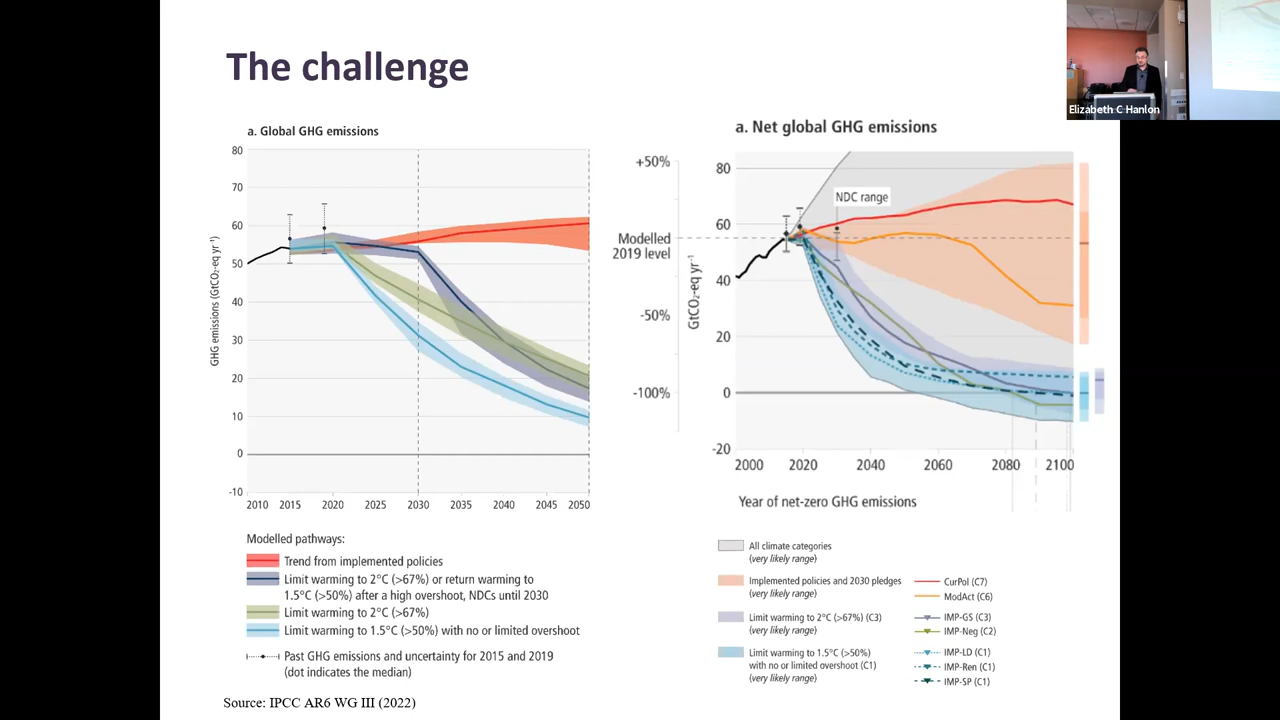 The challenge
Elizabeth C Hanlon
a. Global GHG emissions
80
70
60
50
40
30
20
10
0
-10
GHG emissions (GtCO₂-eq yr⁻¹)
2010 2015 2020 2025 2030 2035 2040 2045 2050
Modelled pathways:
Trend from implemented policies
Limit warming to 2°C (>67%) or return warming to
1.5°C (>50%) after a high overshoot, NDCs until 2030
Limit warming to 2°C (>67%)
Limit warming to 1.5°C (>50%) with no or limited overshoot
Past GHG emissions and uncertainty for 2015 and 2019
(dot indicates the median)
Source: IPCC AR6 WG III (2022)
a. Net global GHG emissions
+50%
Modelled
2019 level
-50%
-100%
GtCO₂-eq yr⁻¹
80
60
40
20
0
-20
NDC range
2000 2020 2040 2060 2080 2100
Year of net-zero GHG emissions
All climate categories
(very likely range)
Implemented policies and 2030 pledges
(very likely range)
Limit warming to 2°C (>67%) (C3)
(very likely range)
Limit warming to 1.5°C (>50%)
with no or limited overshoot (C1)
(very likely range)
CurPol (C7)
ModAct (C6)
IMP-GS (C3)
IMP-Neg (C2)
IMP-LD (C1)
IMP-Ren (C1)
IMP-SP (C1)